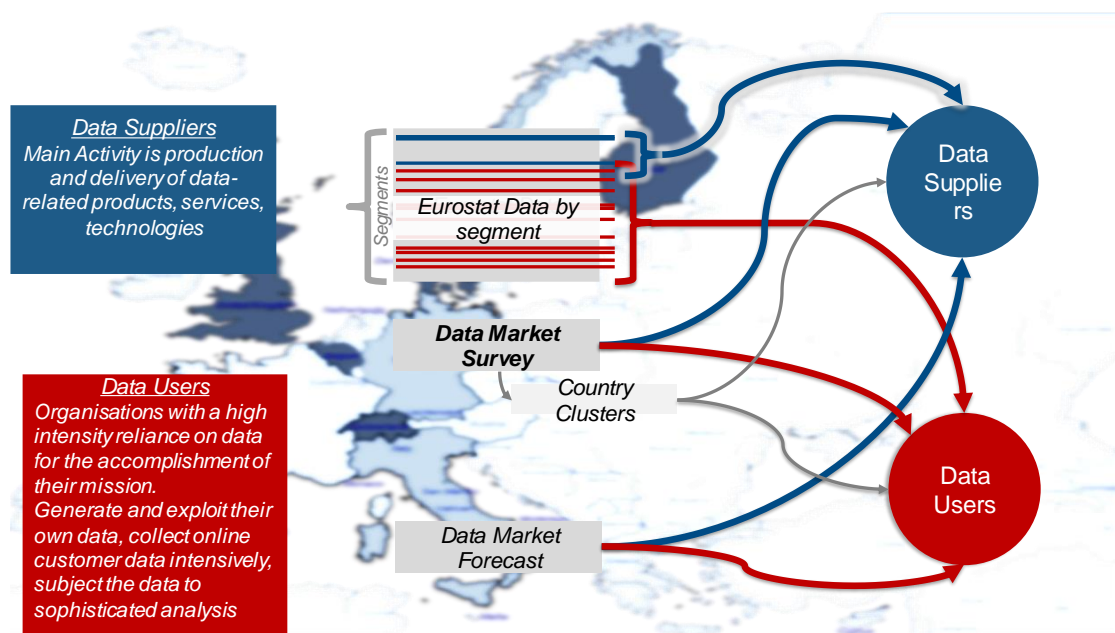 Data Suppliers
Main Activity is production
and delivery of data-
related products, services,
technologies
Segments
Eurostat Data by
segment
Data
Supplie
rs
Data Market
Survey
Country
Clusters
Data Users
Organisations with a high
intensity reliance on data
for the accomplishment of
their mission.
Generate and exploit their
own data, collect online
customer data intensively,
subject the data to
sophisticated analysis
Data
Users
Data Market
Forecast